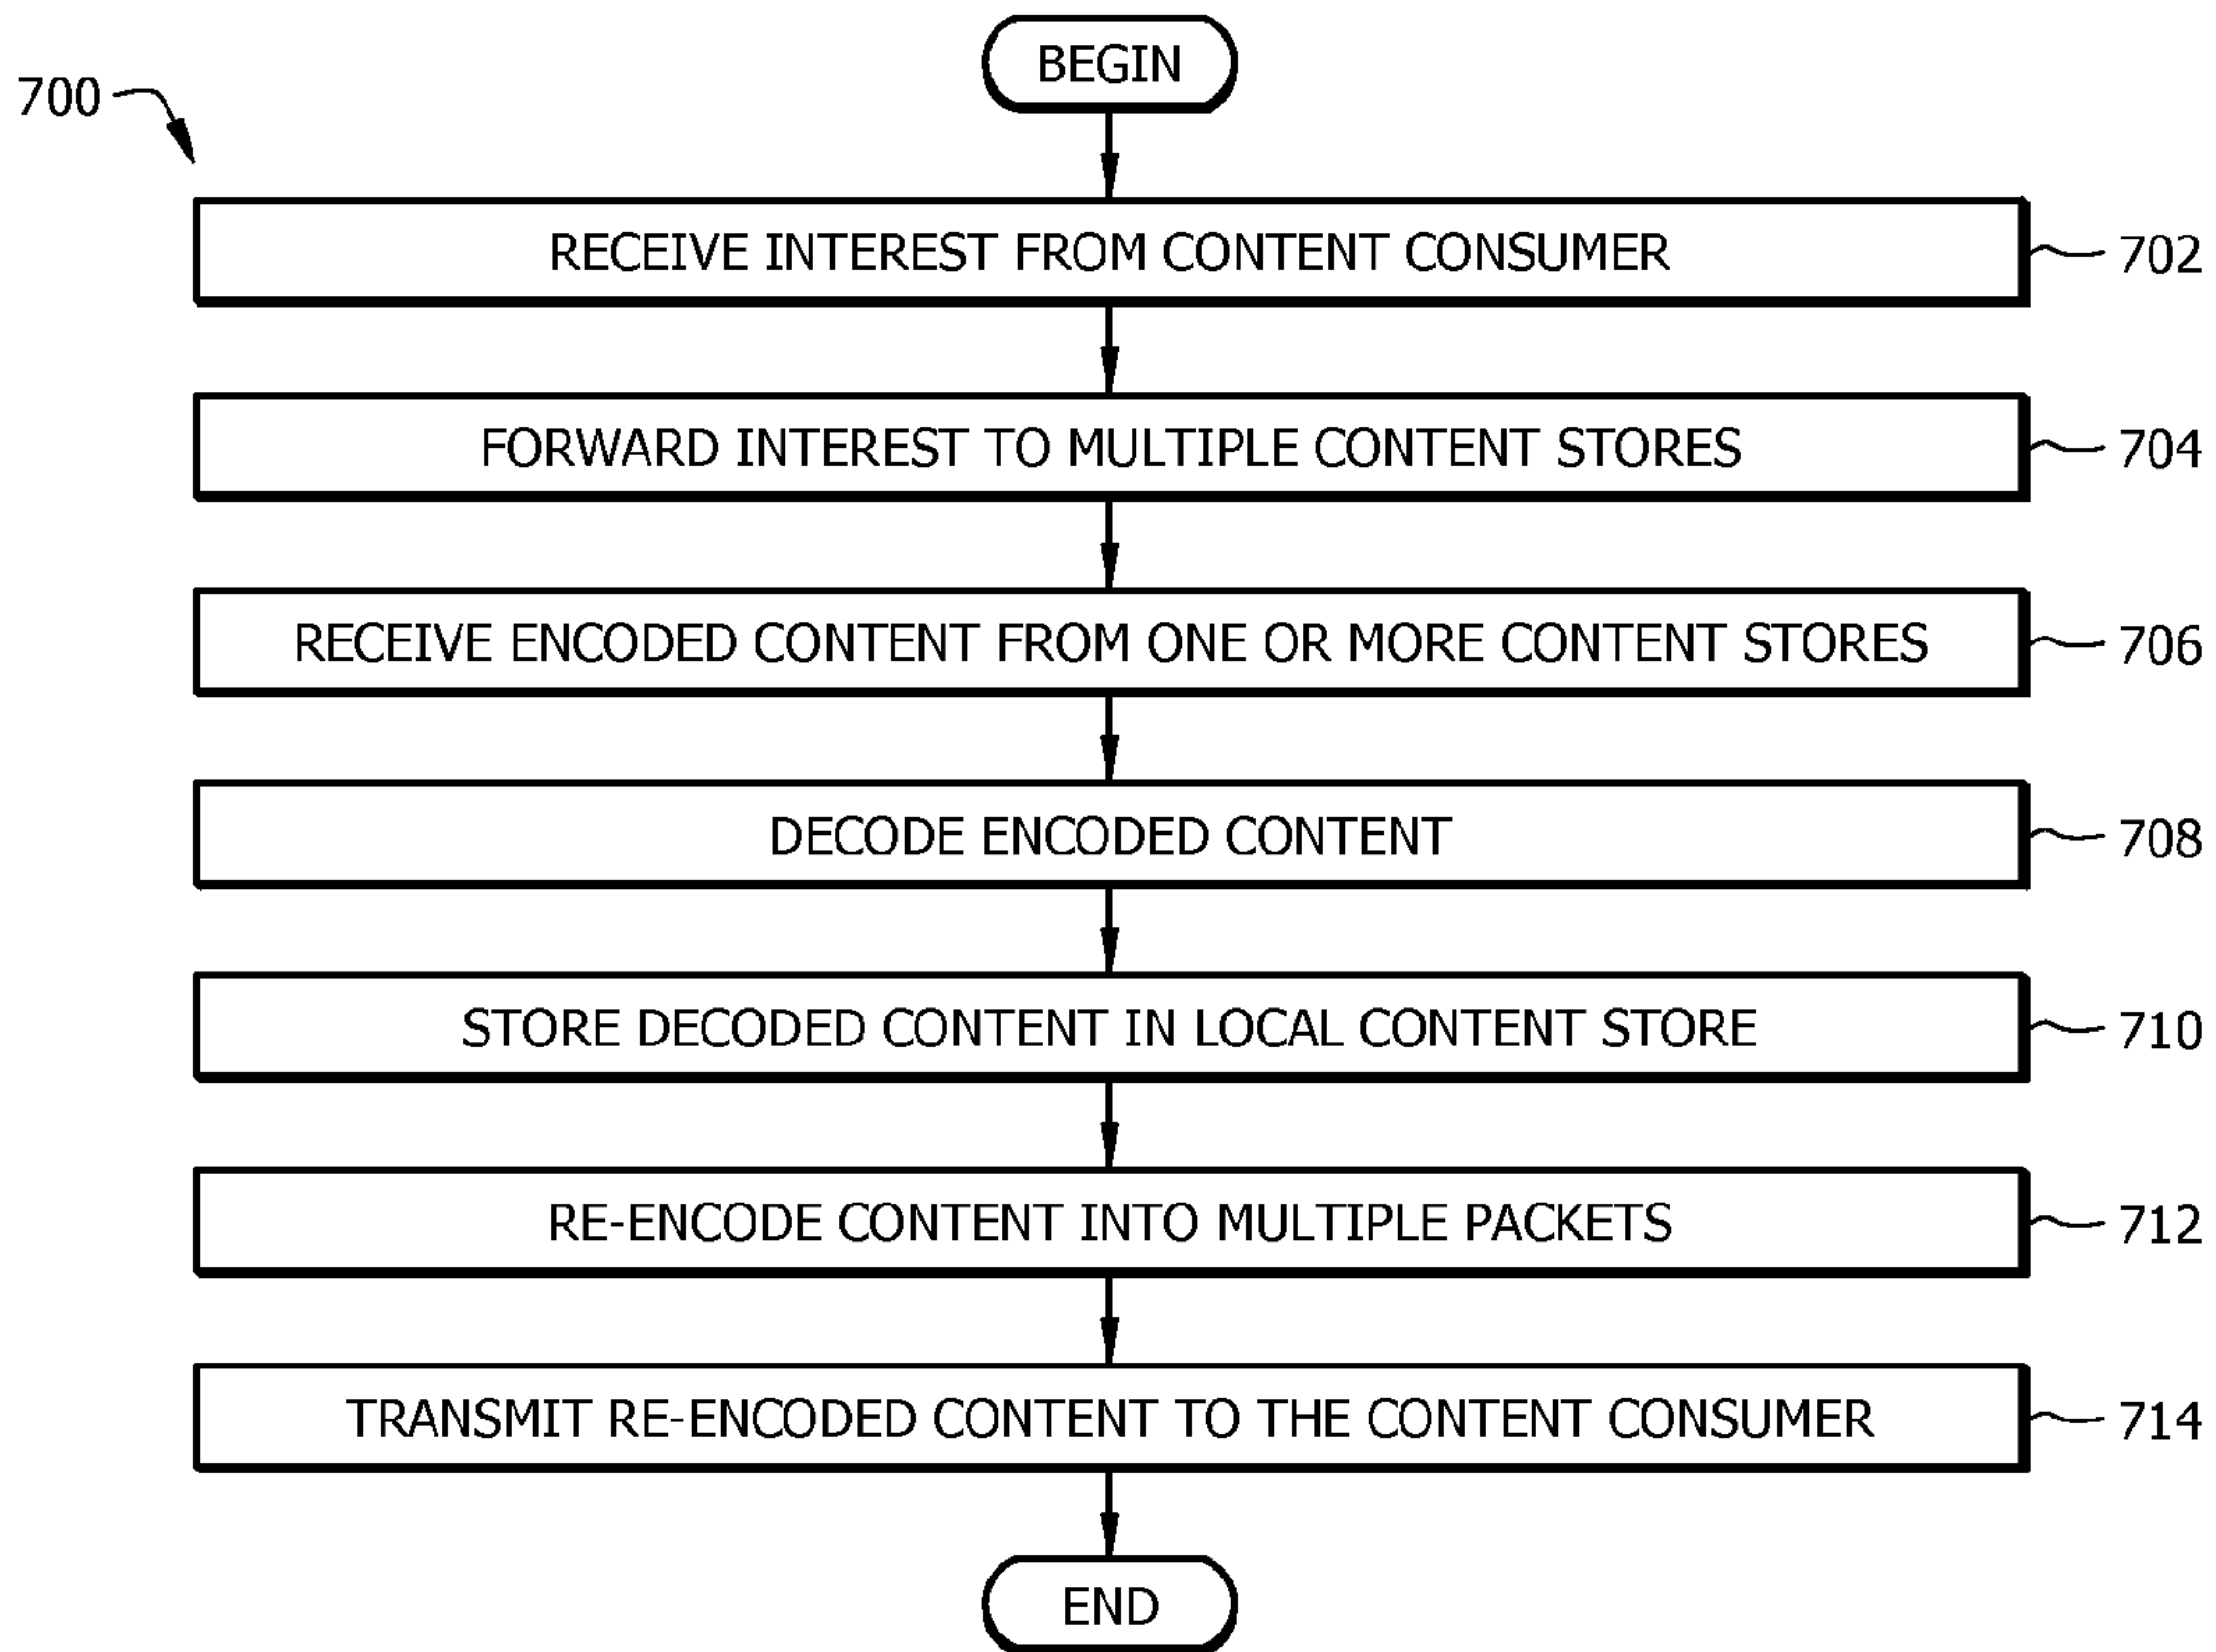 BEGIN
700
RECEIVE INTEREST FROM CONTENT CONSUMER
702
FORWARD INTEREST TO MULTIPLE CONTENT STORES
704
RECEIVE ENCODED CONTENT FROM ONE OR MORE CONTENT STORES
706
DECODE ENCODED CONTENT
708
STORE DECODED CONTENT IN LOCAL CONTENT STORE
710
RE-ENCODE CONTENT INTO MULTIPLE PACKETS
712
TRANSMIT RE-ENCODED CONTENT TO THE CONTENT CONSUMER
714
END